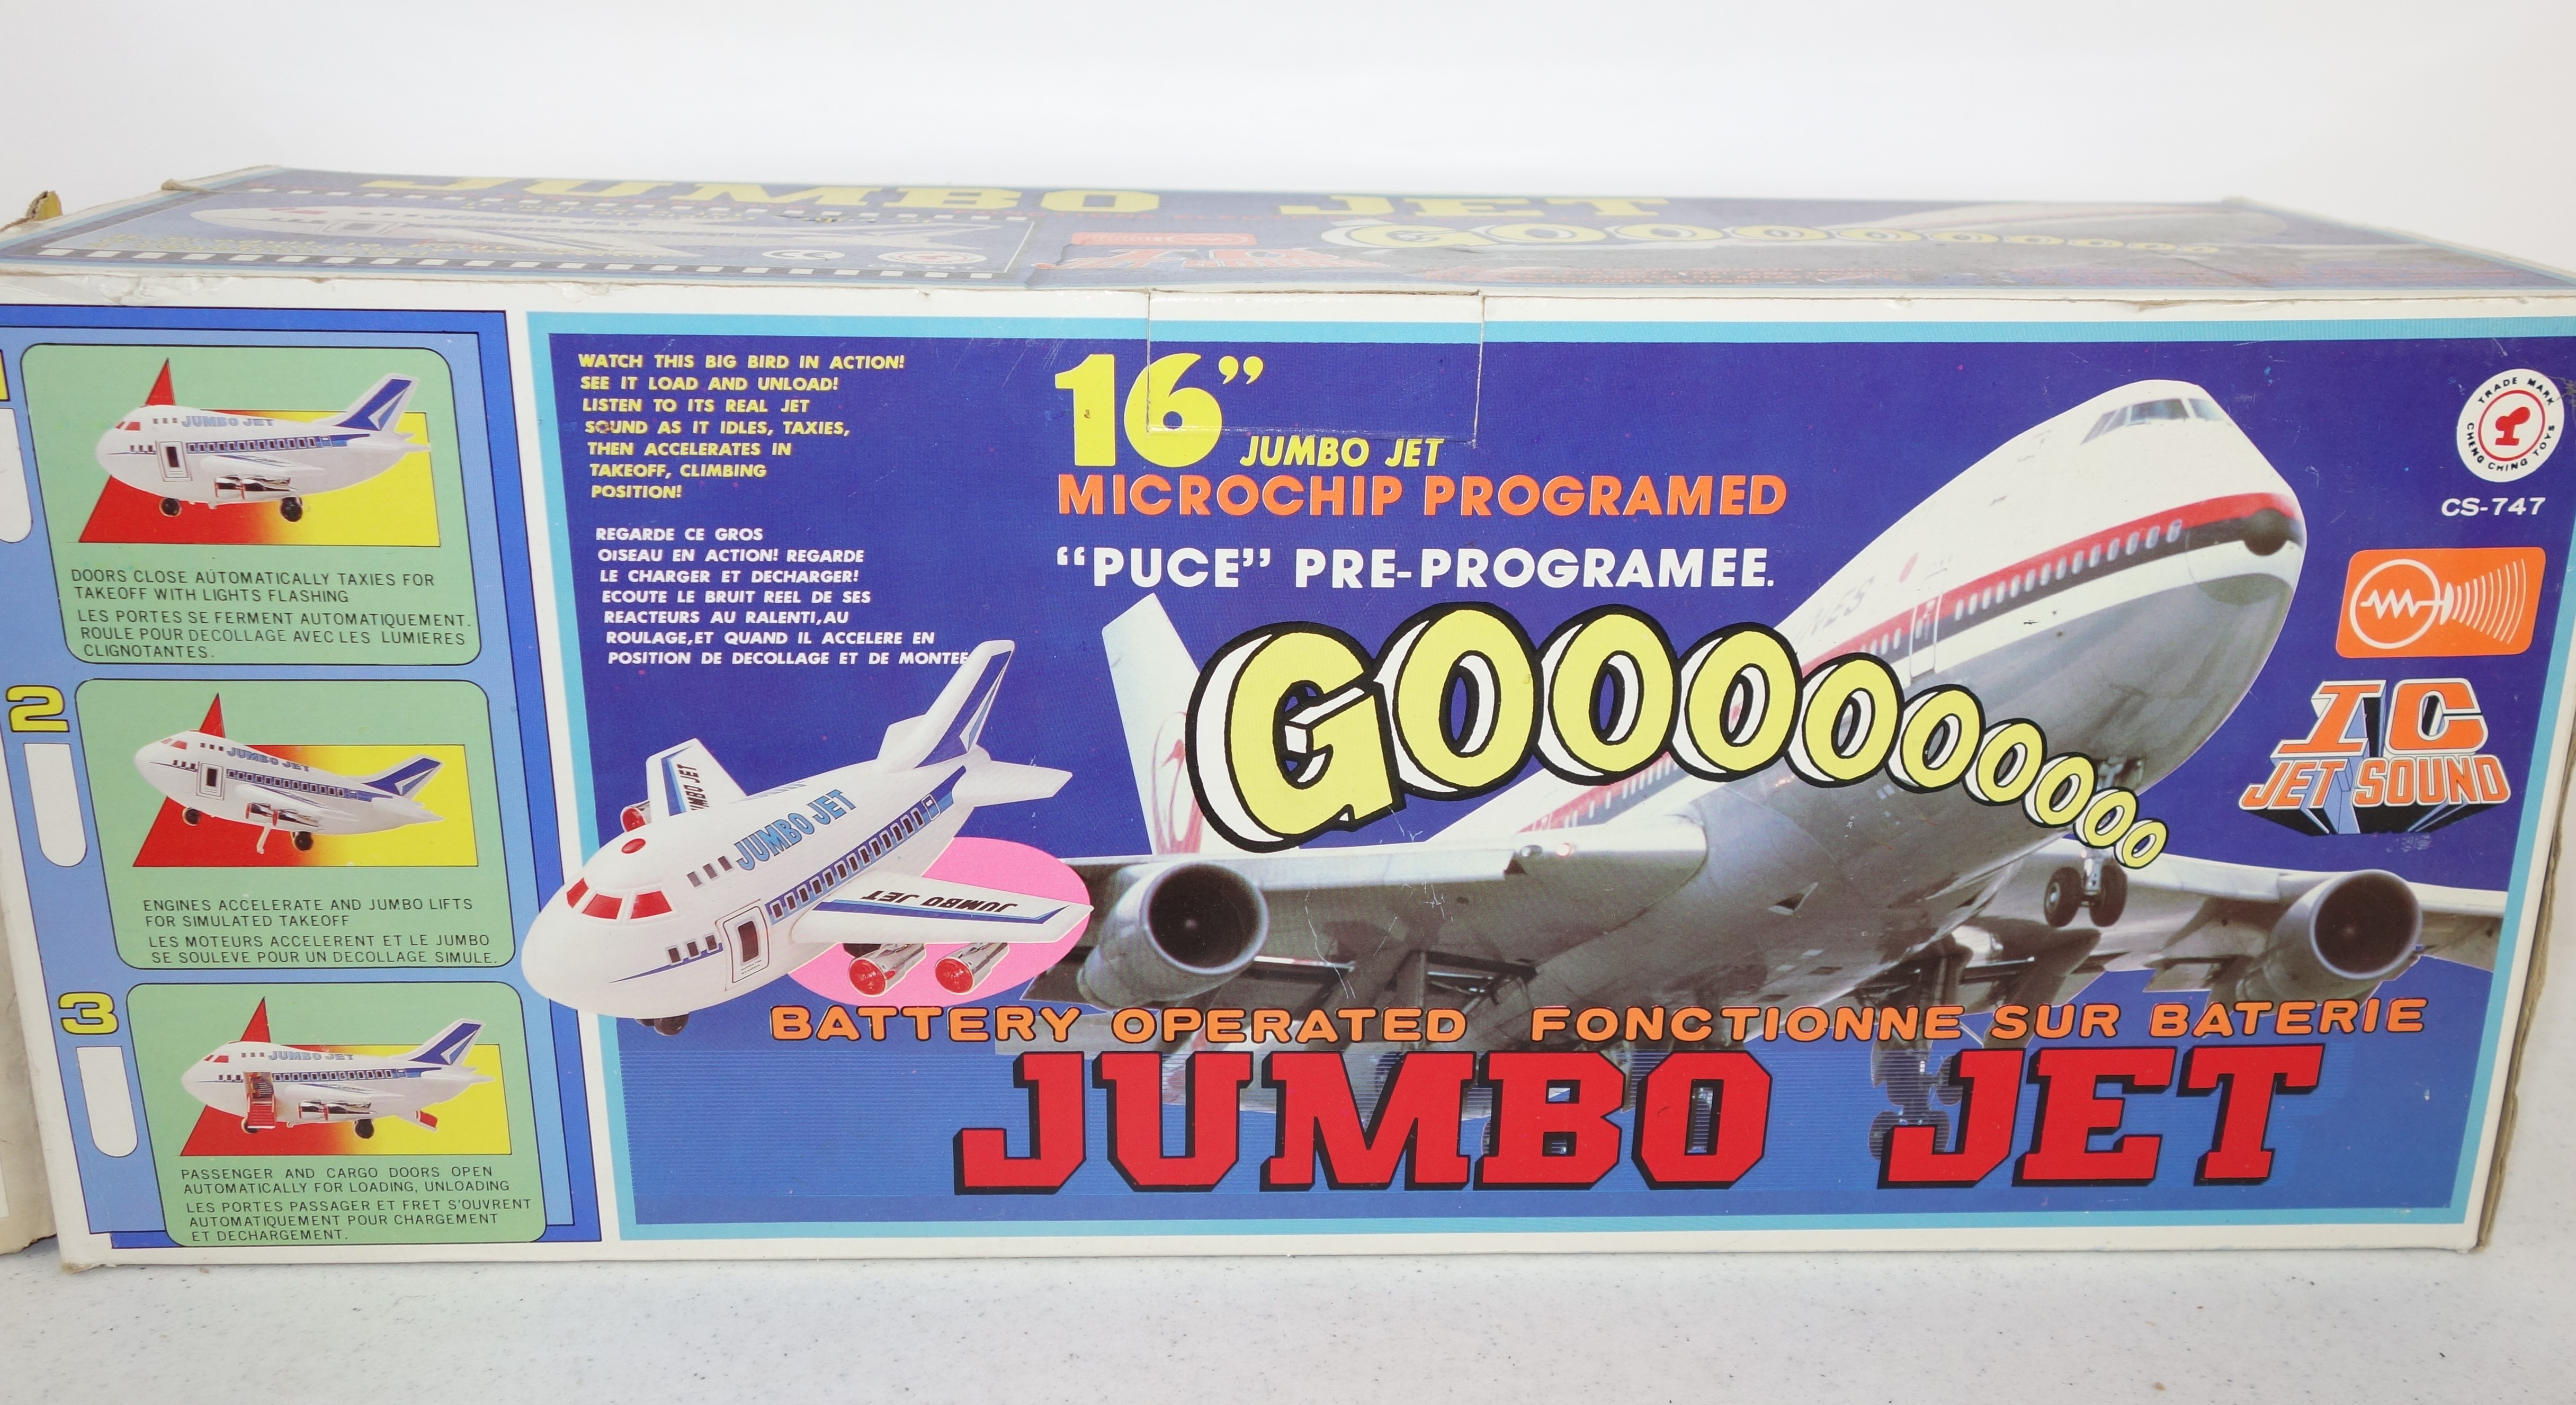 JUMBO JET
GOOOOOOOOO
1
JUMBO JET
DOORS CLOSE AUTOMATICALLY TAXIES FOR
TAKEOFF WITH LIGHTS FLASHING
LES PORTES SE FERMENT AUTOMATIQUEMENT.
ROULE POUR DECOLLAGE AVEC LES LUMIERES
CLIGNOTANTES.
2
JUMBO JET
ENGINES ACCELERATE AND JUMBO LIFTS
FOR SIMULATED TAKEOFF
LES MOTEURS ACCELERENT ET LE JUMBO
SE SOULEVE POUR UN DECOLLAGE SIMULE.
3
JUMBO JET
PASSENGER AND CARGO DOORS OPEN
AUTOMATICALLY FOR LOADING, UNLOADING
LES PORTES PASSAGER ET FRET S'OUVRENT
AUTOMATIQUEMENT POUR CHARGEMENT
ET DECHARGEMENT.
WATCH THIS BIG BIRD IN ACTION!
SEE IT LOAD AND UNLOAD!
LISTEN TO ITS REAL JET
SOUND AS IT IDLES, TAXIES,
THEN ACCELERATES IN
TAKEOFF, CLIMBING
POSITION!
REGARDE CE GROS
OISEAU EN ACTION! REGARDE
LE CHARGER ET DECHARGER!
ECOUTE LE BRUIT REEL DE SES
REACTEURS AU RALENTI,AU
ROULAGE,ET QUAND IL ACCELERE EN
POSITION DE DECOLLAGE ET DE MONTEE
16” JUMBO JET
MICROCHIP PROGRAMED
“PUCE” PRE-PROGRAMEE.
GOOOOOOOOO
JUMBO JET
JUMBO JET
JUMBO JET
TRADE MARK
CHENG CHING TOYS
CS-747
IC
JET SOUND
BATTERY OPERATED FONCTIONNE SUR BATERIE
JUMBO JET